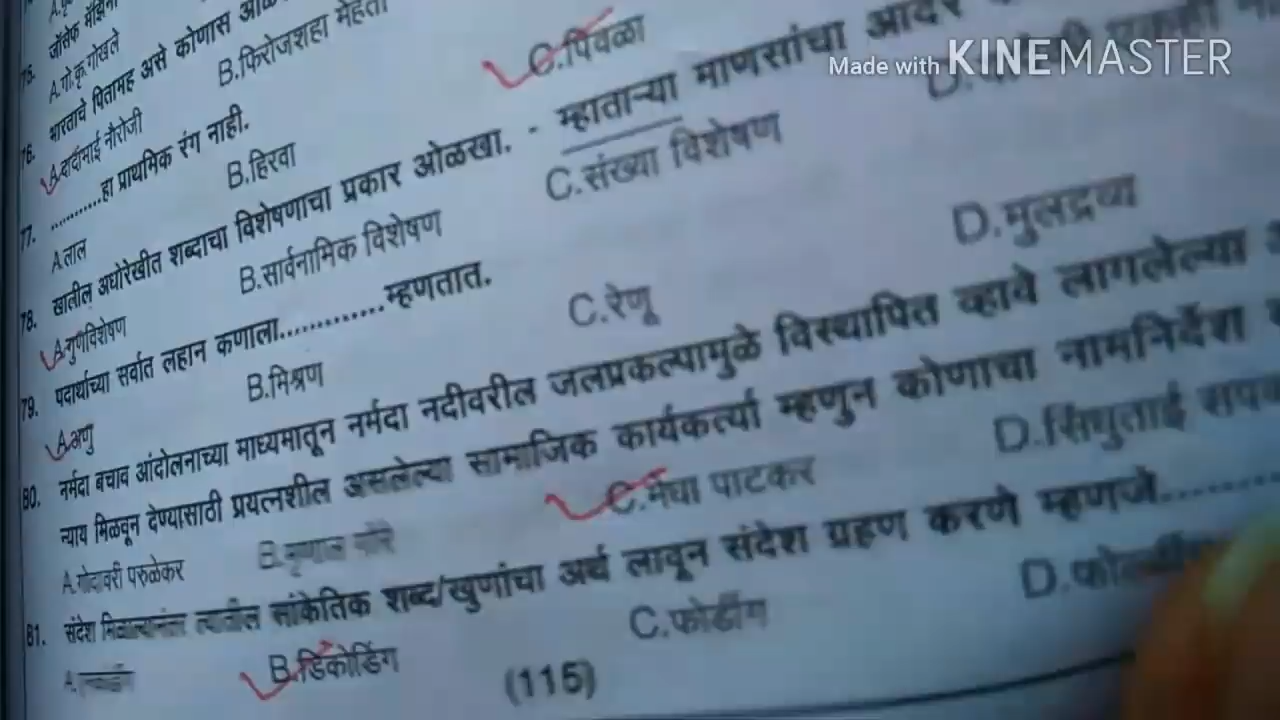 75. जोसेफ मॅझिनी
A.गो.कृ.गोखले B.फिरोजशहा मेहता
76. भारताचे पितामह असे कोणास
A.दादाभाई नौरोजी
C.पिवळा
77. ............हा प्राथमिक रंग नाही.
A.लाल B.हिरवा
78. खालील अधोरेखीत शब्दाचा विशेषणाचा प्रकार ओळखा. - म्हाताऱ्या माणसांचा आदर
A.गुणविशेषण B.सार्वनामिक विशेषण C.संख्या विशेषण D.
79. पदार्थाच्या सर्वात लहान कणाला.............म्हणतात.
A.अणु B.मिश्रण C.रेणू D.मुलद्रव्य
80. नर्मदा बचाव आंदोलनाच्या माध्यमातून नर्मदा नदीवरील जलप्रकल्पामुळे विस्थापित व्हावे लागलेल्या
न्याय मिळवून देण्यासाठी प्रयत्नशील असलेल्या सामाजिक कार्यकर्त्या म्हणुन कोणाचा नामनिर्देश
A.गोदावरी परुळेकर B.मृणाल गोरे C.मेधा पाटकर D.सिंधुताई
81. संदेश मिळाल्यानंतर त्यातील सांकेतिक शब्द/खुणांचा अर्थ लावून संदेश ग्रहण करणे म्हणजे.........
B.डिकोडिंग C.फोर्डींग D.
(115)
Made with KINEMASTER